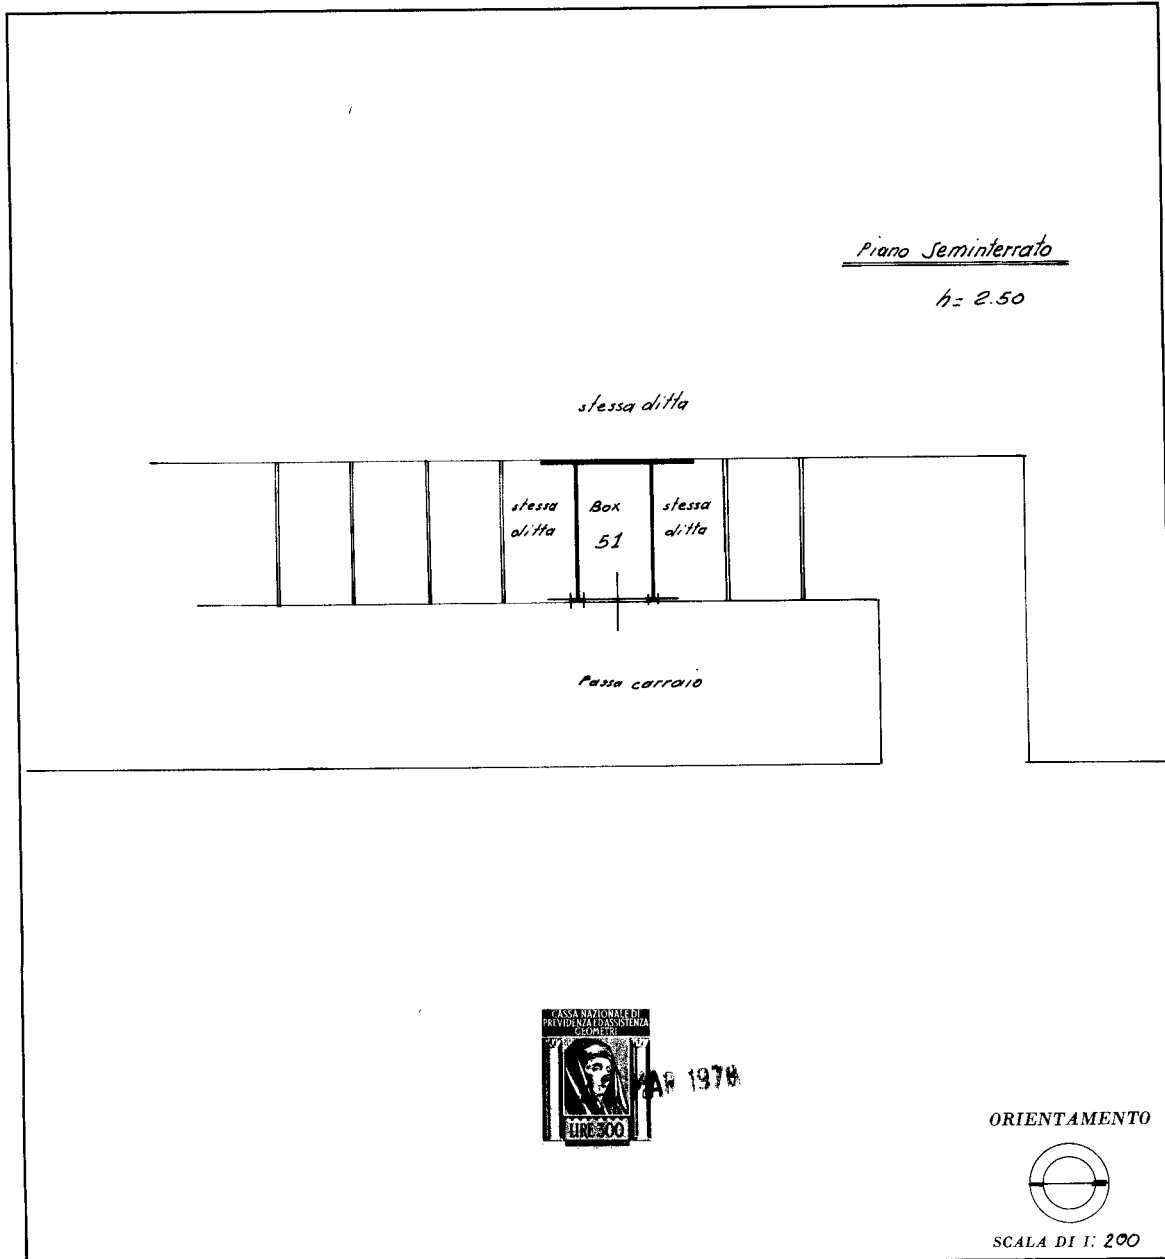 Piano Seminterrato
h= 2.50
stessa ditta
stessa
ditta
Box
51
stessa
ditta
Passo carraio
CASSA NAZIONALE DI
PREVIDENZA ED ASSISTENZA
GEOMETRI
LIRE 300
ORIENTAMENTO
SCALA DI 1: 200